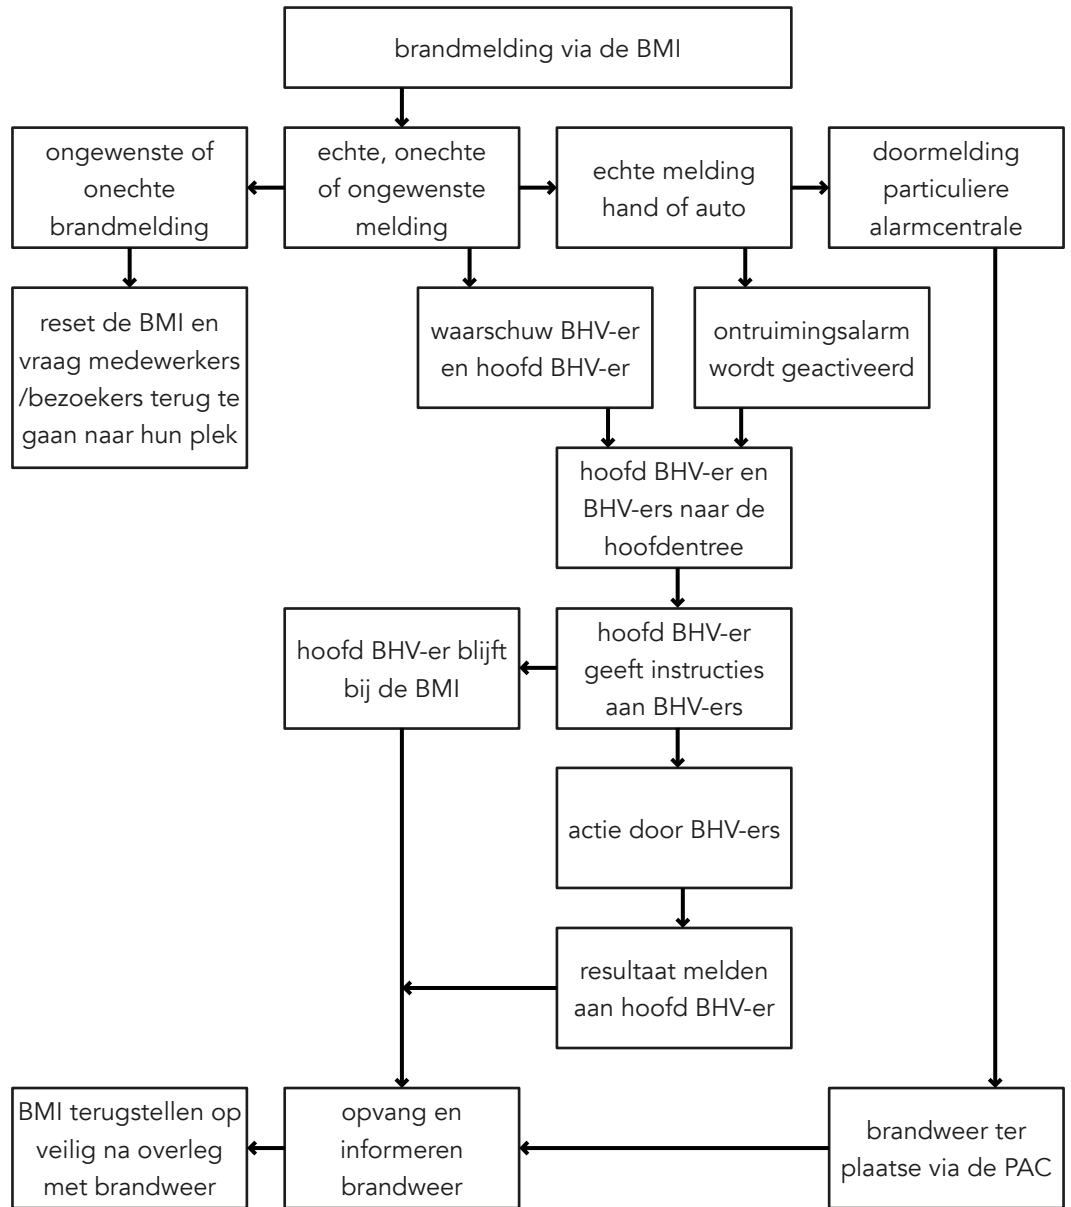 brandmelding via de BMI
ongewenste of
onechte
brandmelding
echte, onechte
of ongewenste
melding
echte melding
hand of auto
doormelding
particuliere
alarmcentrale
reset de BMI en
vraag medewerkers
/bezoekers terug te
gaan naar hun plek
waarschuw BHV-er
en hoofd BHV-er
ontruimingsalarm
wordt geactiveerd
hoofd BHV-er en
BHV-ers naar de
hoofdentree
hoofd BHV-er blijft
bij de BMI
hoofd BHV-er
geeft instructies
aan BHV-ers
actie door BHV-ers
resultaat melden
aan hoofd BHV-er
BMI terugstellen op
veilig na overleg
met brandweer
opvang en
informeren
brandweer
brandweer ter
plaatse via de PAC